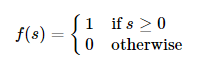 f(s) = { 1 if s ≥ 0
0 otherwise